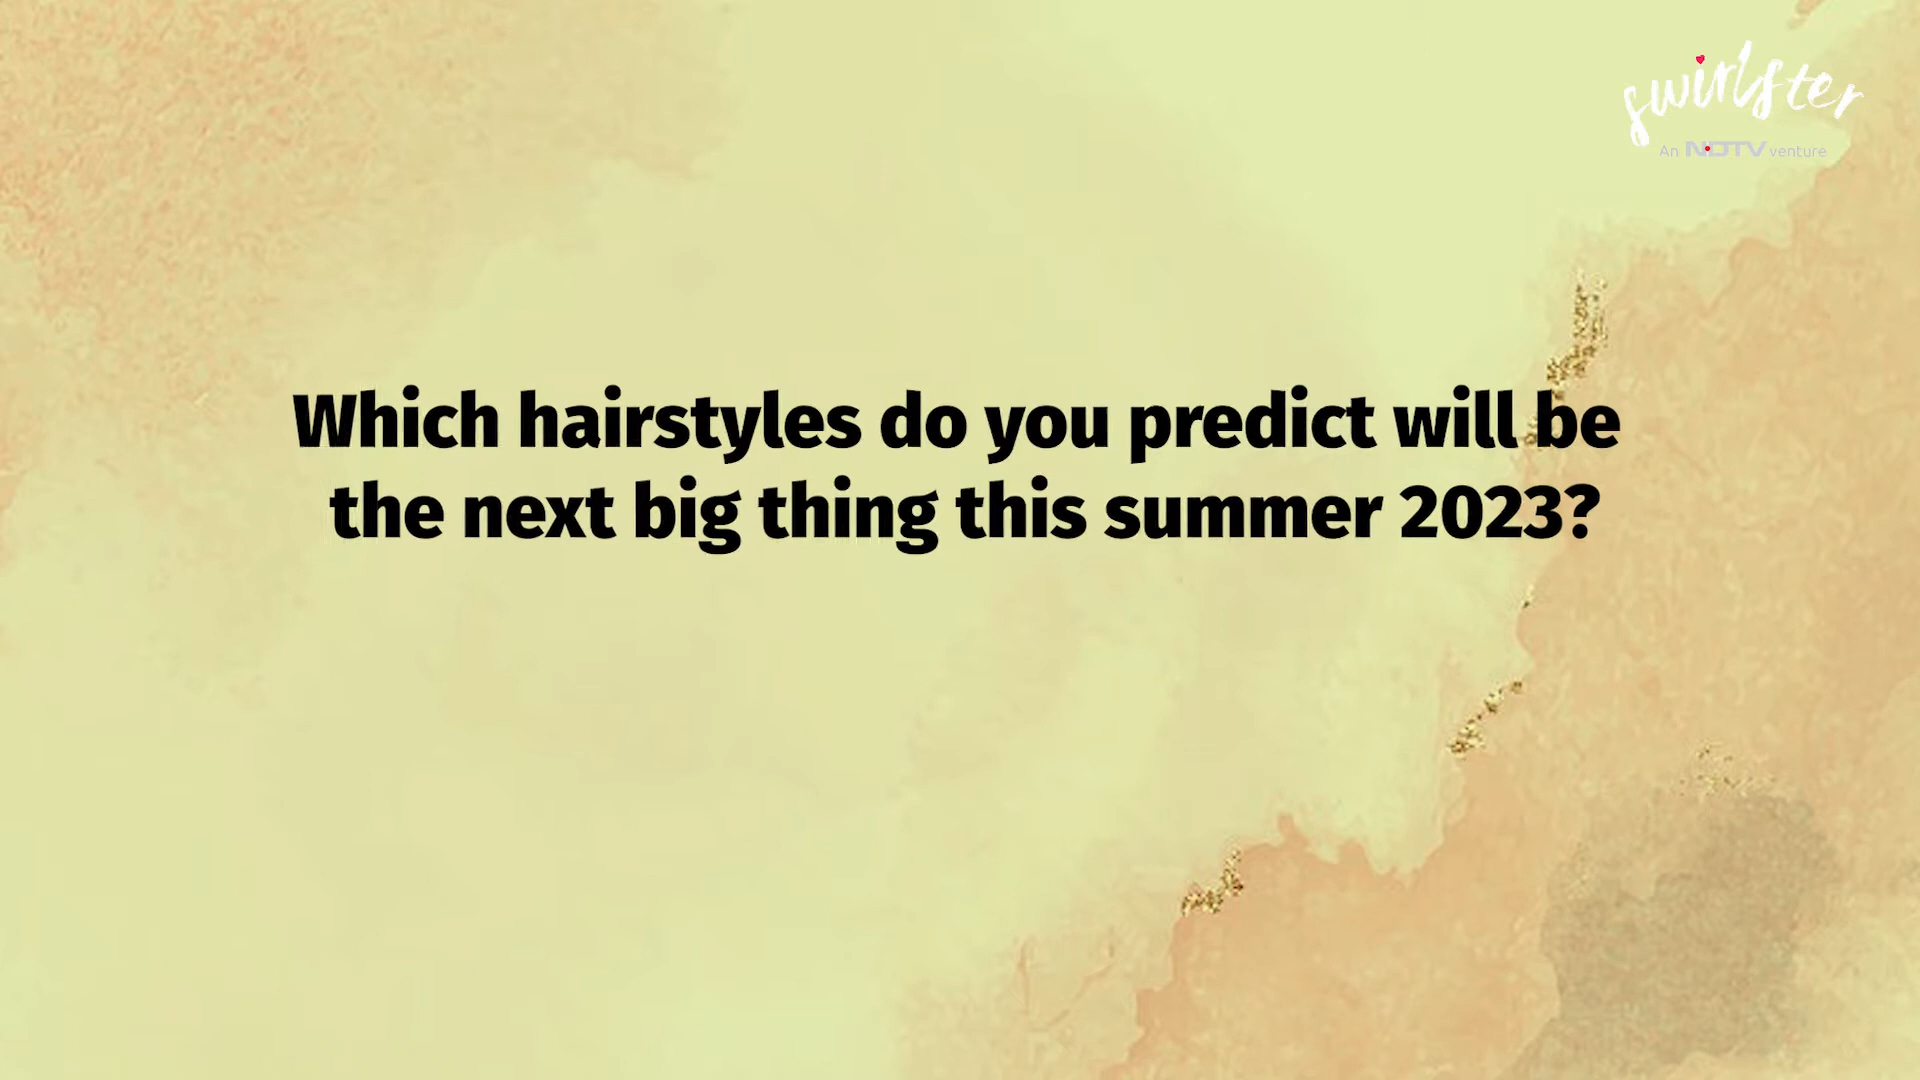 swirlster
An NDTV venture
Which hairstyles do you predict will be
the next big thing this summer 2023?